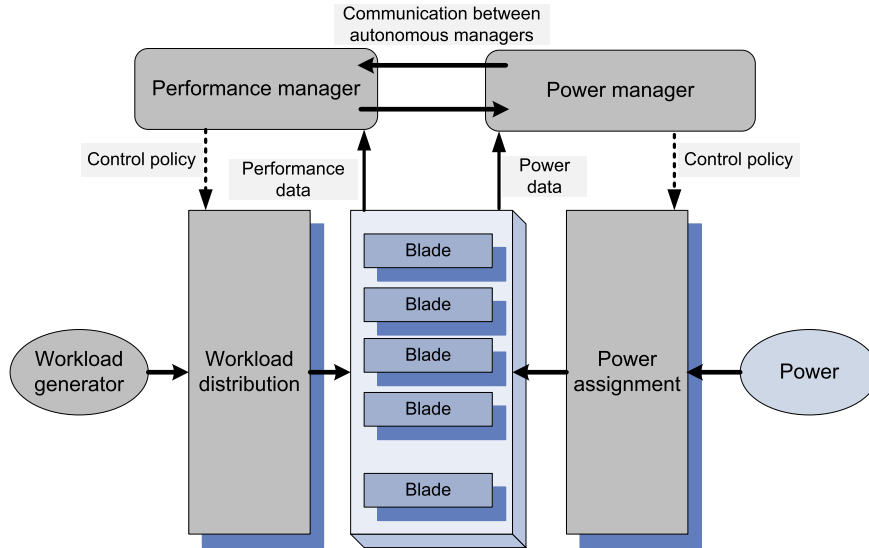 Communication between
autonomous managers
Performance manager
Power manager
Control policy
Performance
data
Power
data
Control policy
Blade
Blade
Blade
Blade
Blade
Workload
generator
Workload
distribution
Power
assignment
Power